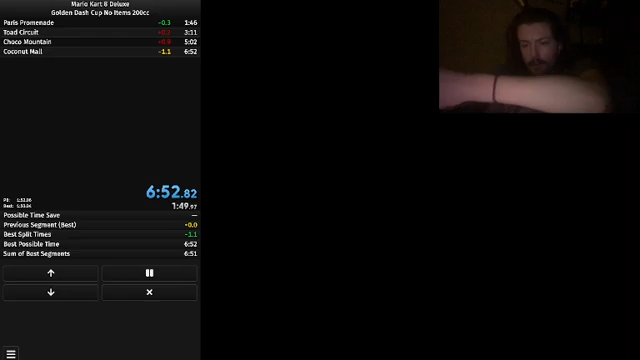 Mario Kart 8 Deluxe
Golden Dash Cup No Items 200cc
Paris Promenade -0.3 1:46
Toad Circuit 3:11
Choco Mountain 5:02
Coconut Mall -1.1 6:52
6:52.82
1:49.97
Possible Time Save —
Previous Segment (Best) -0.0
Best Split Times -1.1
Best Possible Time 6:52
Sum of Best Segments 6:51